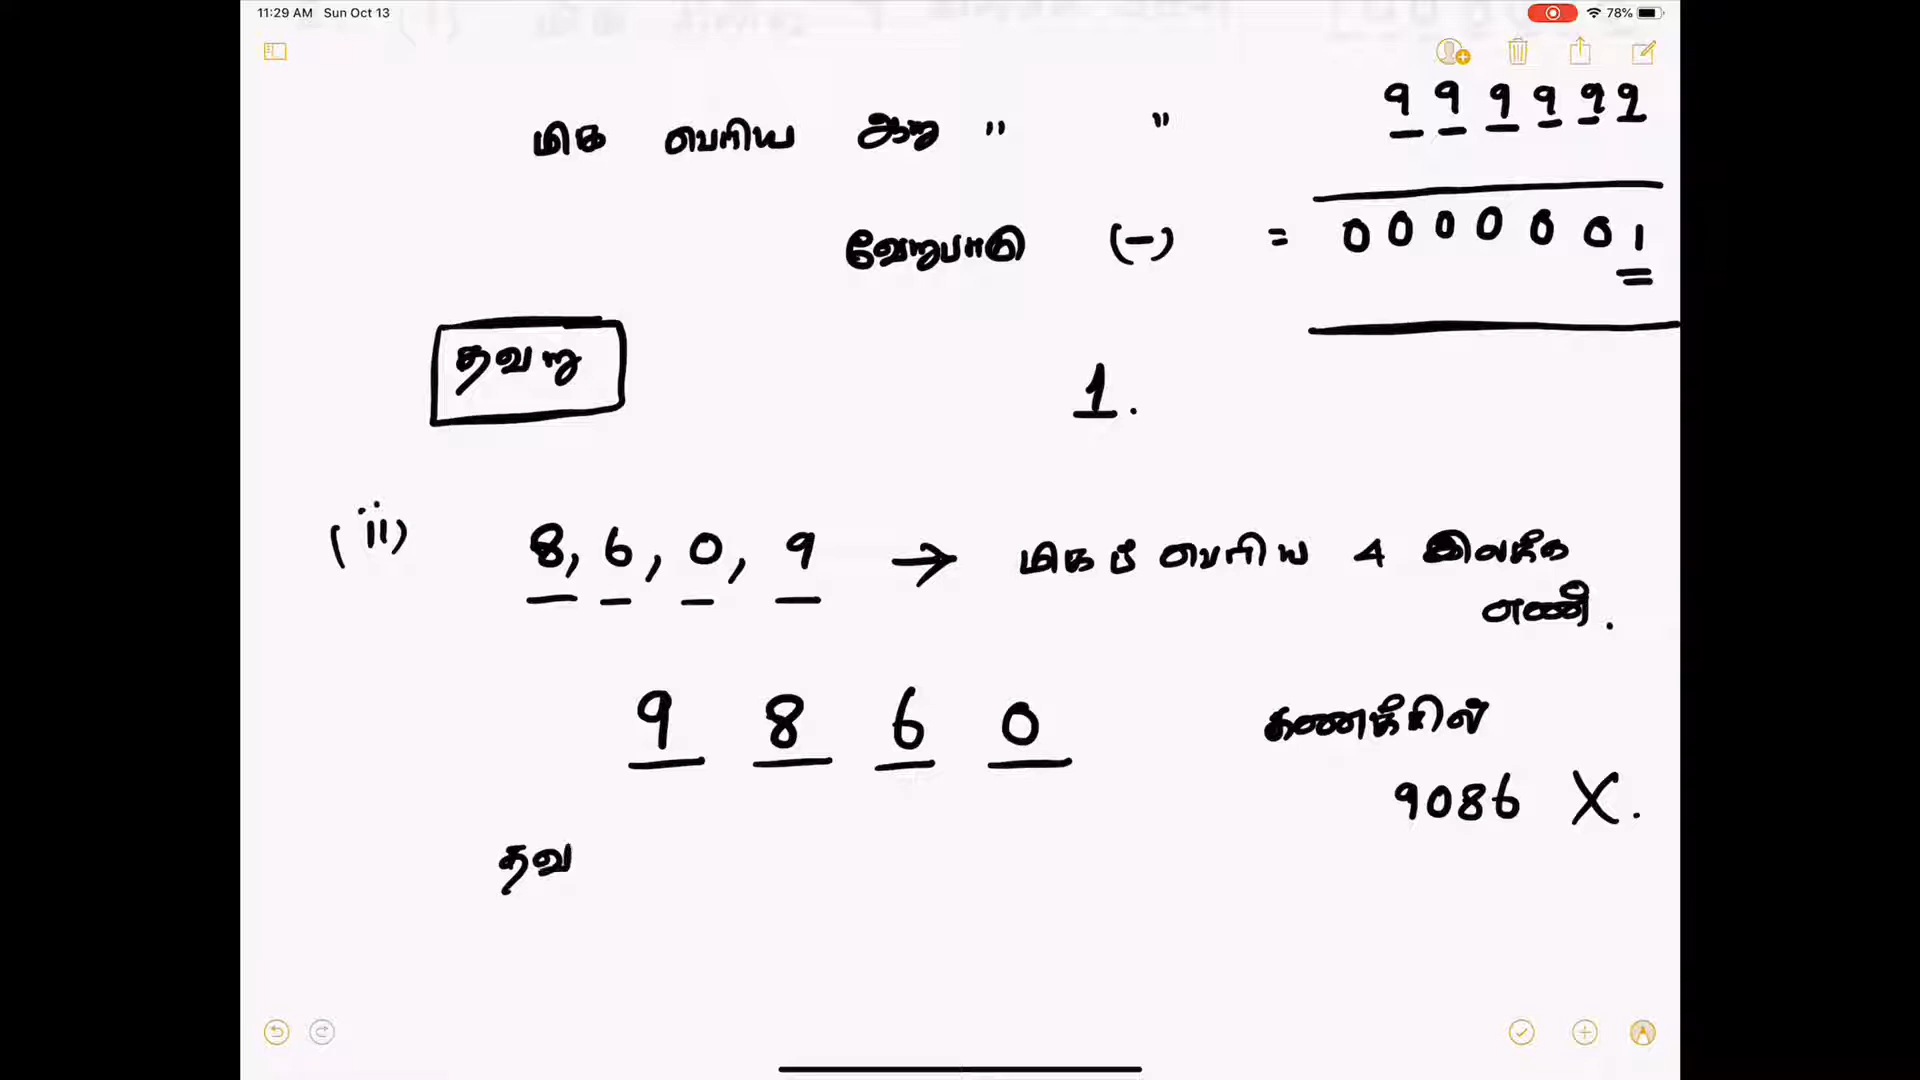 11:29 AM Sun Oct 13
78%
மிக பெரிய ஆறு " " 999999
வேறுபாடு (-) = 0000001
தவறு
1.
(ii) 8, 6, 0, 9 → மிகப் பெரிய 4 இலக்க
எண்.
9 8 6 0 கணக்கில்
9086 X.
தவ